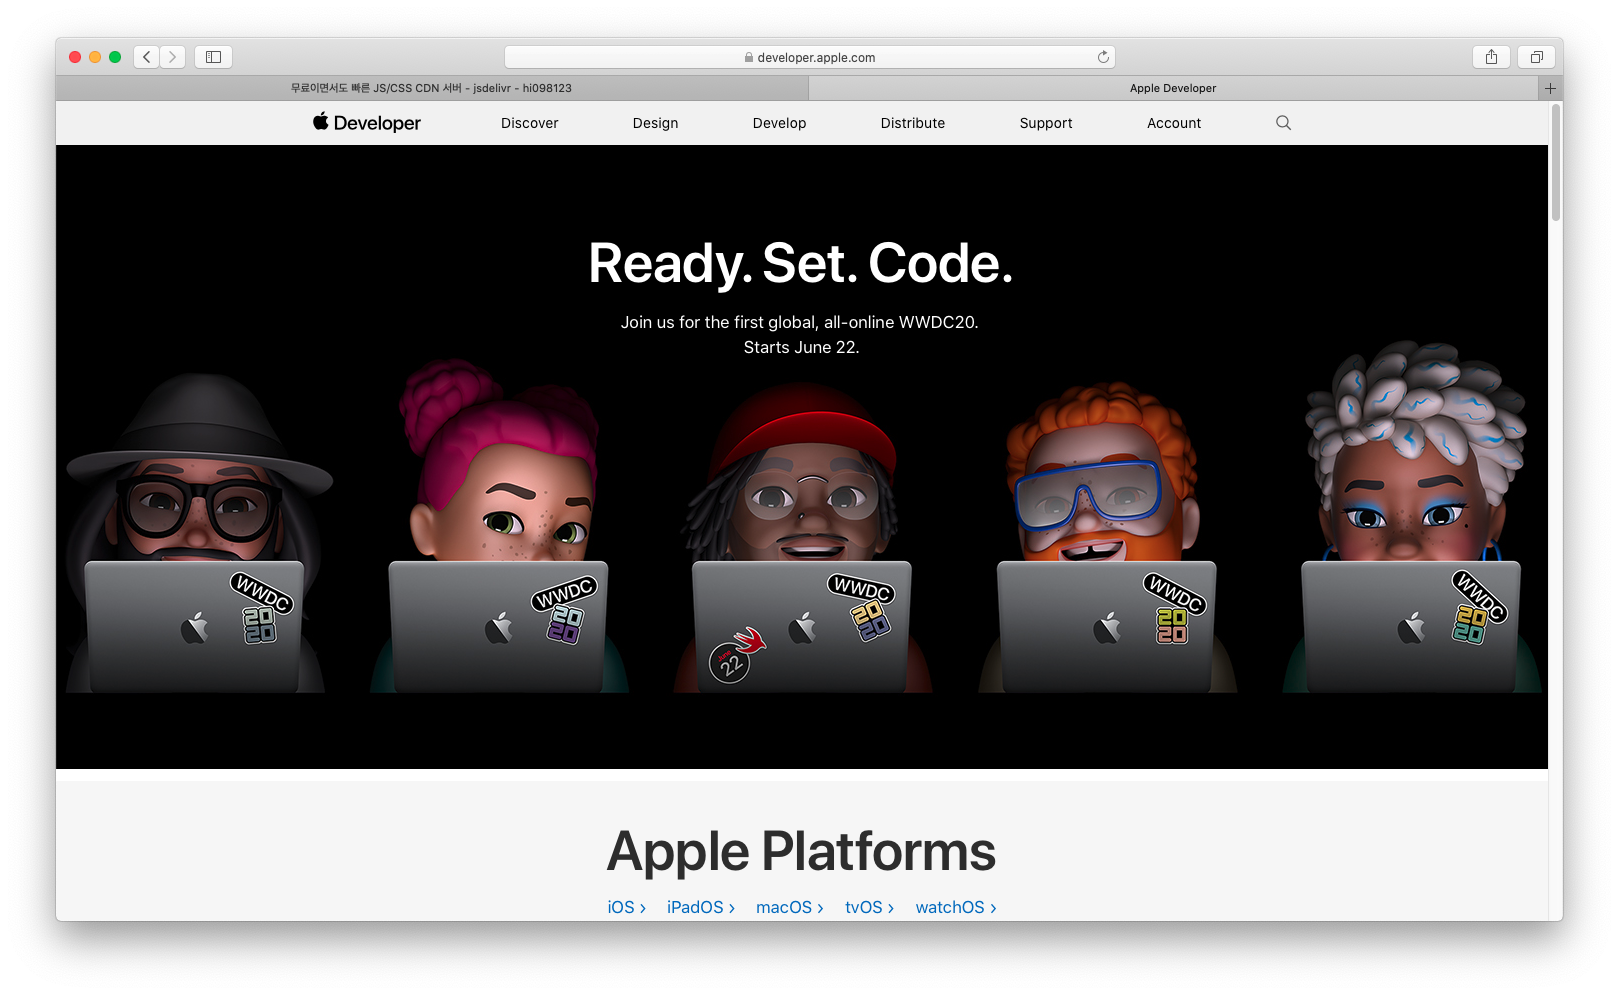 developer.apple.com
무료이면서도 빠른 JS/CSS CDN 서버 - jsdelivr - hi098123
Apple Developer
Developer
Discover
Design
Develop
Distribute
Support
Account
Ready. Set. Code.
Join us for the first global, all-online WWDC20.
Starts June 22.
WWDC
20
20
WWDC
20
20
WWDC
20
20
June
22
WWDC
20
20
WWDC
20
20
Apple Platforms
iOS ›
iPadOS ›
macOS ›
tvOS ›
watchOS ›